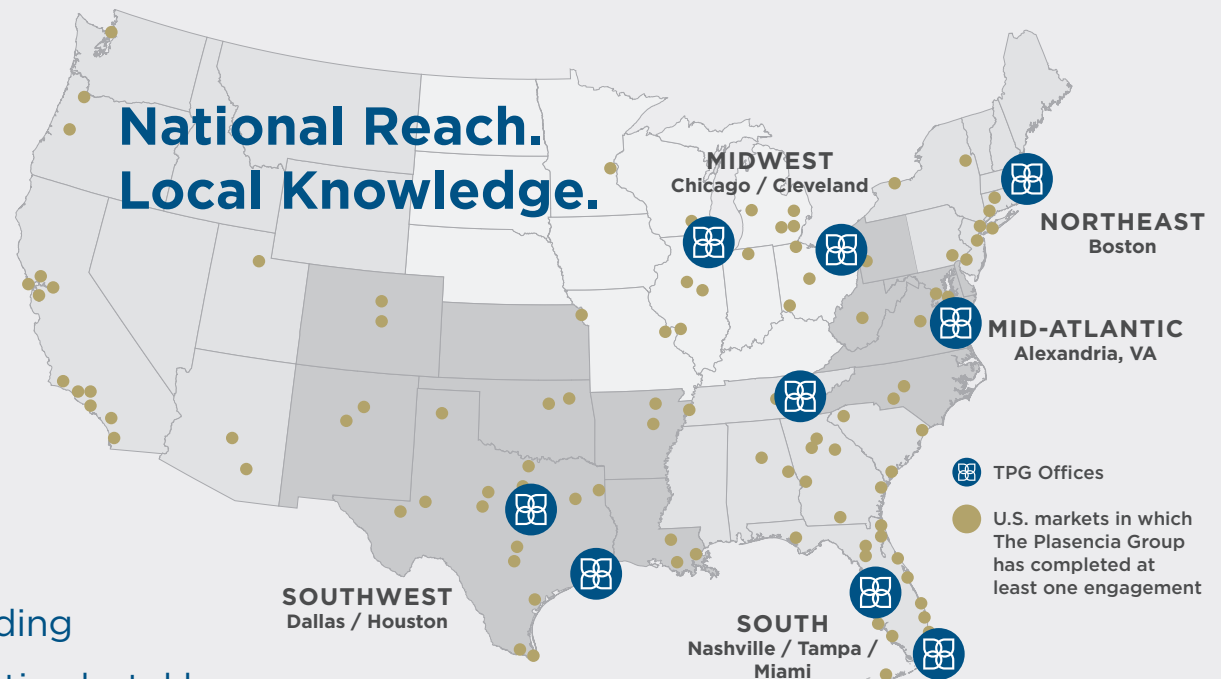 National Reach.
Local Knowledge.
MIDWEST
Chicago / Cleveland
NORTHEAST
Boston
MID-ATLANTIC
Alexandria, VA
TPG Offices
U.S. markets in which
The Plasencia Group
has completed at
least one engagement
SOUTHWEST
Dallas / Houston
SOUTH
Nashville / Tampa /
Miami